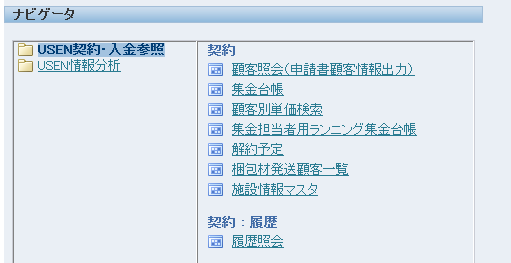 ナビゲータ
USEN契約・入金参照
USEN情報分析
契約
顧客照会(申請書顧客情報出力)
集金台帳
顧客別単価検索
集金担当者用ランニング集金台帳
解約予定
梱包材発送顧客一覧
施設情報マスタ
契約：履歴
履歴照会